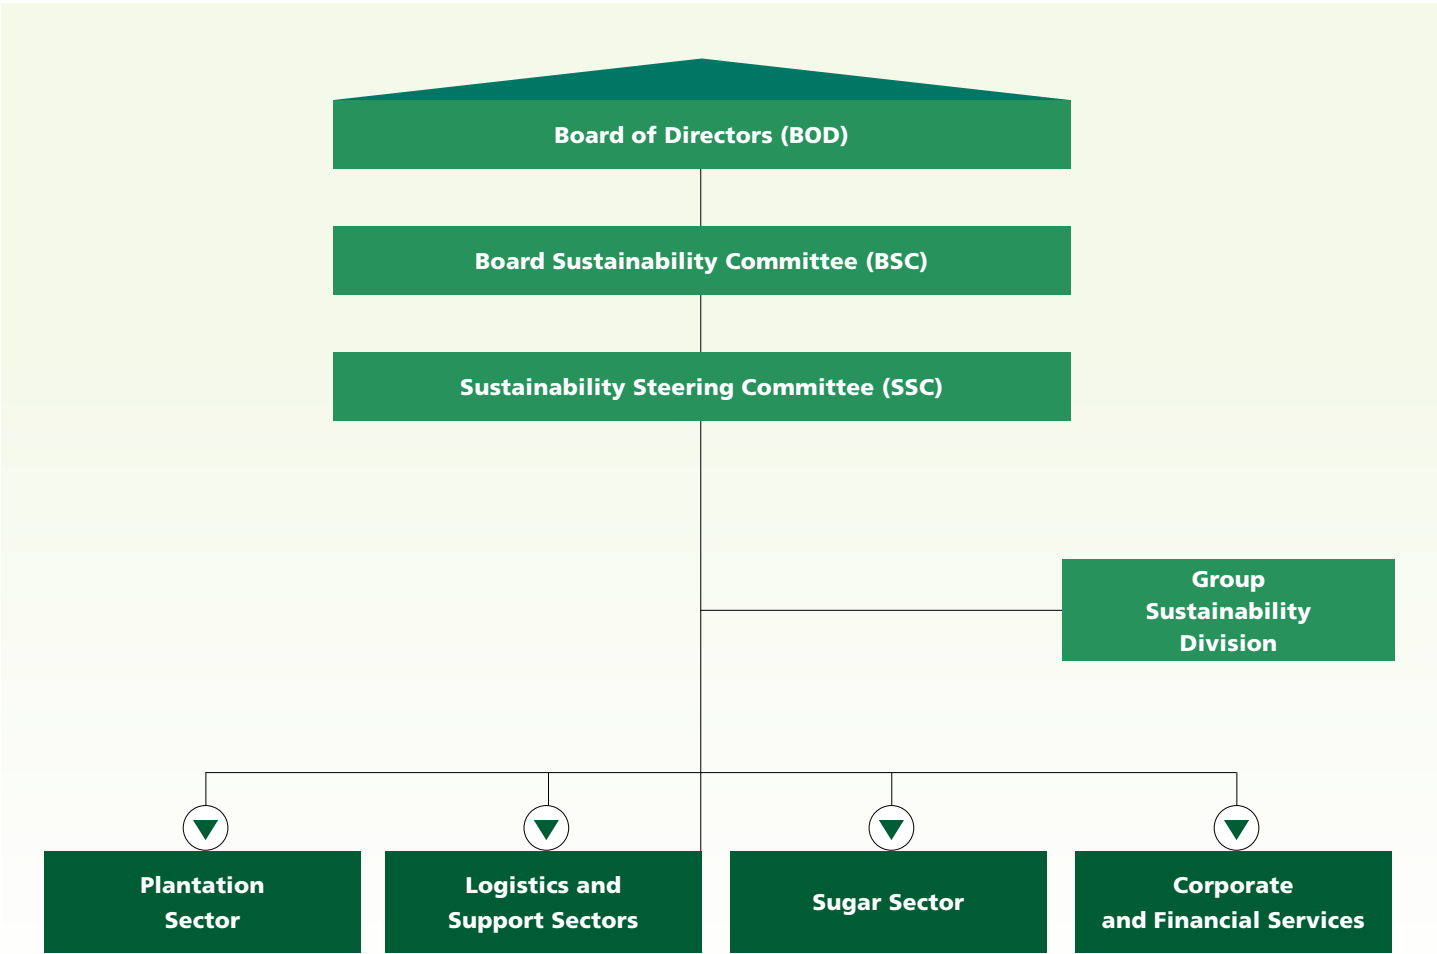 Board of Directors (BOD)
Board Sustainability Committee (BSC)
Sustainability Steering Committee (SSC)
Group
Sustainability
Division
Plantation
Sector
Logistics and
Support Sectors
Sugar Sector
Corporate
and Financial Services